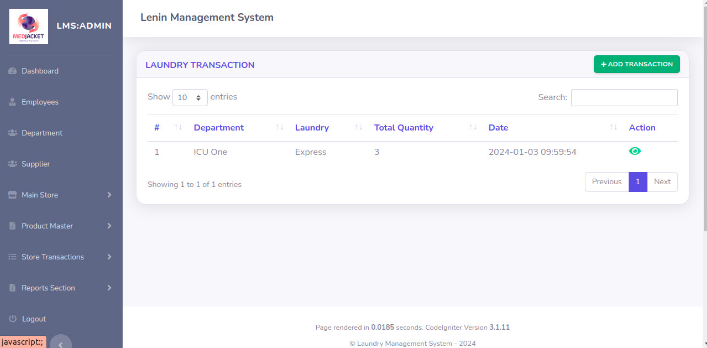 MEDJACKET
LMS:ADMIN
Lenin Management System
Dashboard
Employees
Department
Supplier
Main Store
Product Master
Store Transactions
Reports Section
Logout
javascript:;
LAUNDRY TRANSACTION
+ ADD TRANSACTION
Show 10 entries
Search:
# Department Laundry Total Quantity Date Action
1 ICU One Express 3 2024-01-03 09:59:54
Showing 1 to 1 of 1 entries
Previous 1 Next
Page rendered in 0.0185 seconds. CodeIgniter Version 3.1.11
© Laundry Management System - 2024